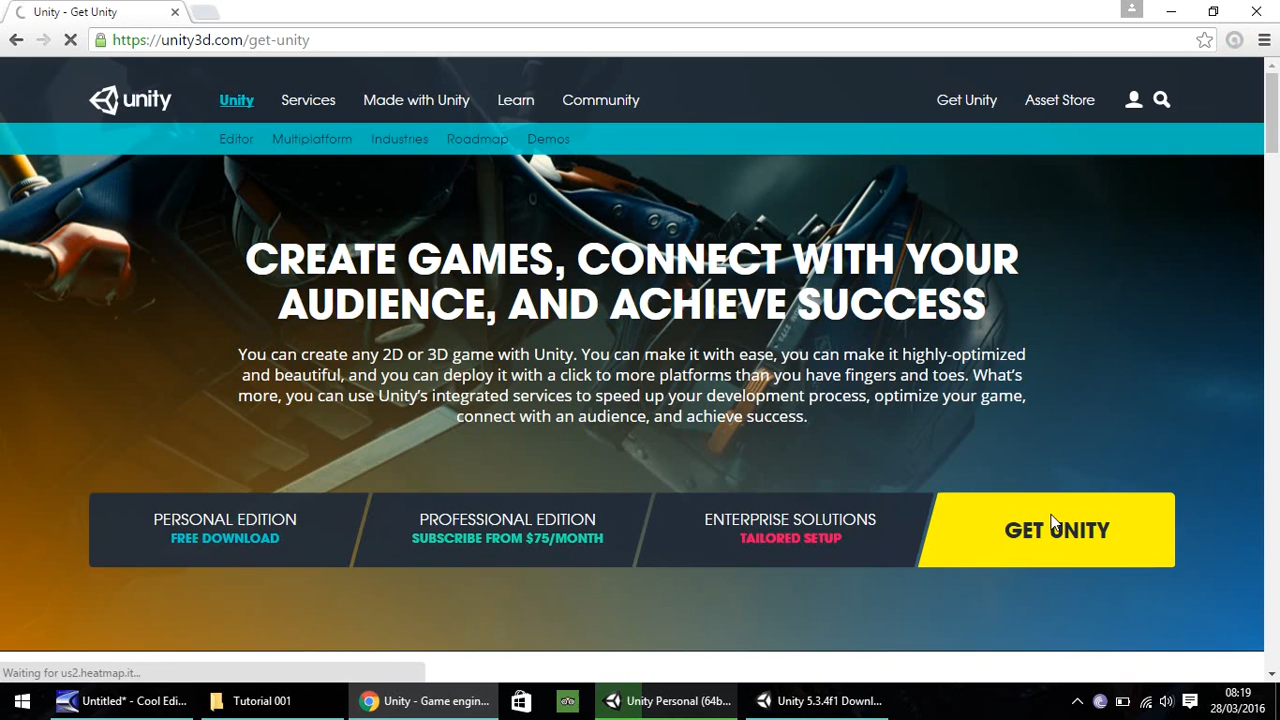 Unity - Get Unity
https://unity3d.com/get-unity
unity
Unity Services Made with Unity Learn Community Get Unity Asset Store
Editor Multiplatform Industries Roadmap Demos
CREATE GAMES, CONNECT WITH YOUR
AUDIENCE, AND ACHIEVE SUCCESS
You can create any 2D or 3D game with Unity. You can make it with ease, you can make it highly-optimized
and beautiful, and you can deploy it with a click to more platforms than you have fingers and toes. What's
more, you can use Unity's integrated services to speed up your development process, optimize your game,
connect with an audience, and achieve success.
PERSONAL EDITION
FREE DOWNLOAD
PROFESSIONAL EDITION
SUBSCRIBE FROM $75/MONTH
ENTERPRISE SOLUTIONS
TAILORED SETUP
GET UNITY
Waiting for us2.heatmap.it...
Untitled* - Cool Edi...
Tutorial 001
Unity - Game engin...
Unity Personal (64b...
Unity 5.3.4f1 Downl...
08:19
28/03/2016